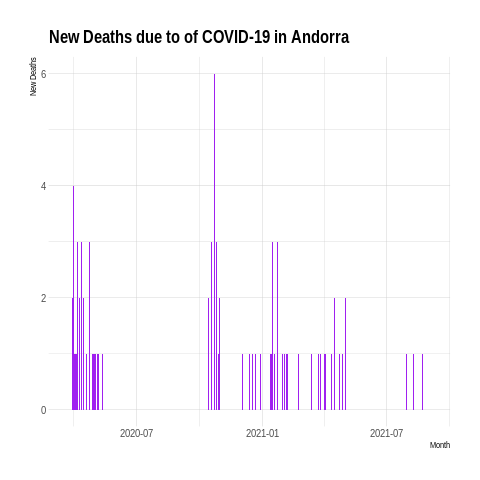 New Deaths due to of COVID-19 in Andorra
New Deaths
6
4
2
0
2020-07
2021-01
2021-07
Month